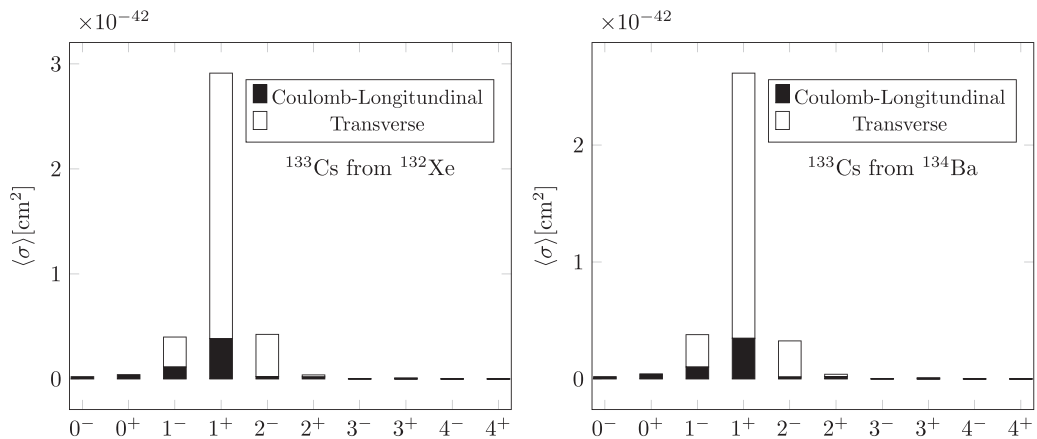 ×10⁻⁴²
3
2
1
0
⟨σ⟩[cm²]
Coulomb-Longitundinal
Transverse
¹³³Cs from ¹³²Xe
0⁻ 0⁺ 1⁻ 1⁺ 2⁻ 2⁺ 3⁻ 3⁺ 4⁻ 4⁺
×10⁻⁴²
2
1
0
⟨σ⟩[cm²]
Coulomb-Longitundinal
Transverse
¹³³Cs from ¹³⁴Ba
0⁻ 0⁺ 1⁻ 1⁺ 2⁻ 2⁺ 3⁻ 3⁺ 4⁻ 4⁺